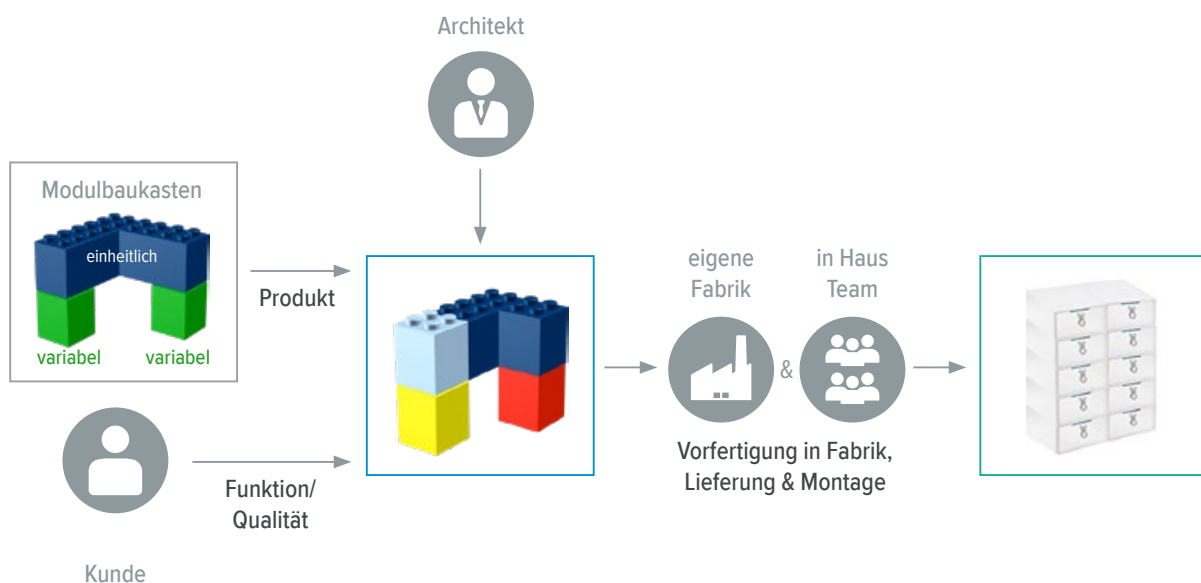 Architekt
Modulbaukasten
einheitlich
variabel
variabel
Produkt
Kunde
Funktion/
Qualität
eigene
Fabrik
&
in Haus
Team
Vorfertigung in Fabrik,
Lieferung & Montage